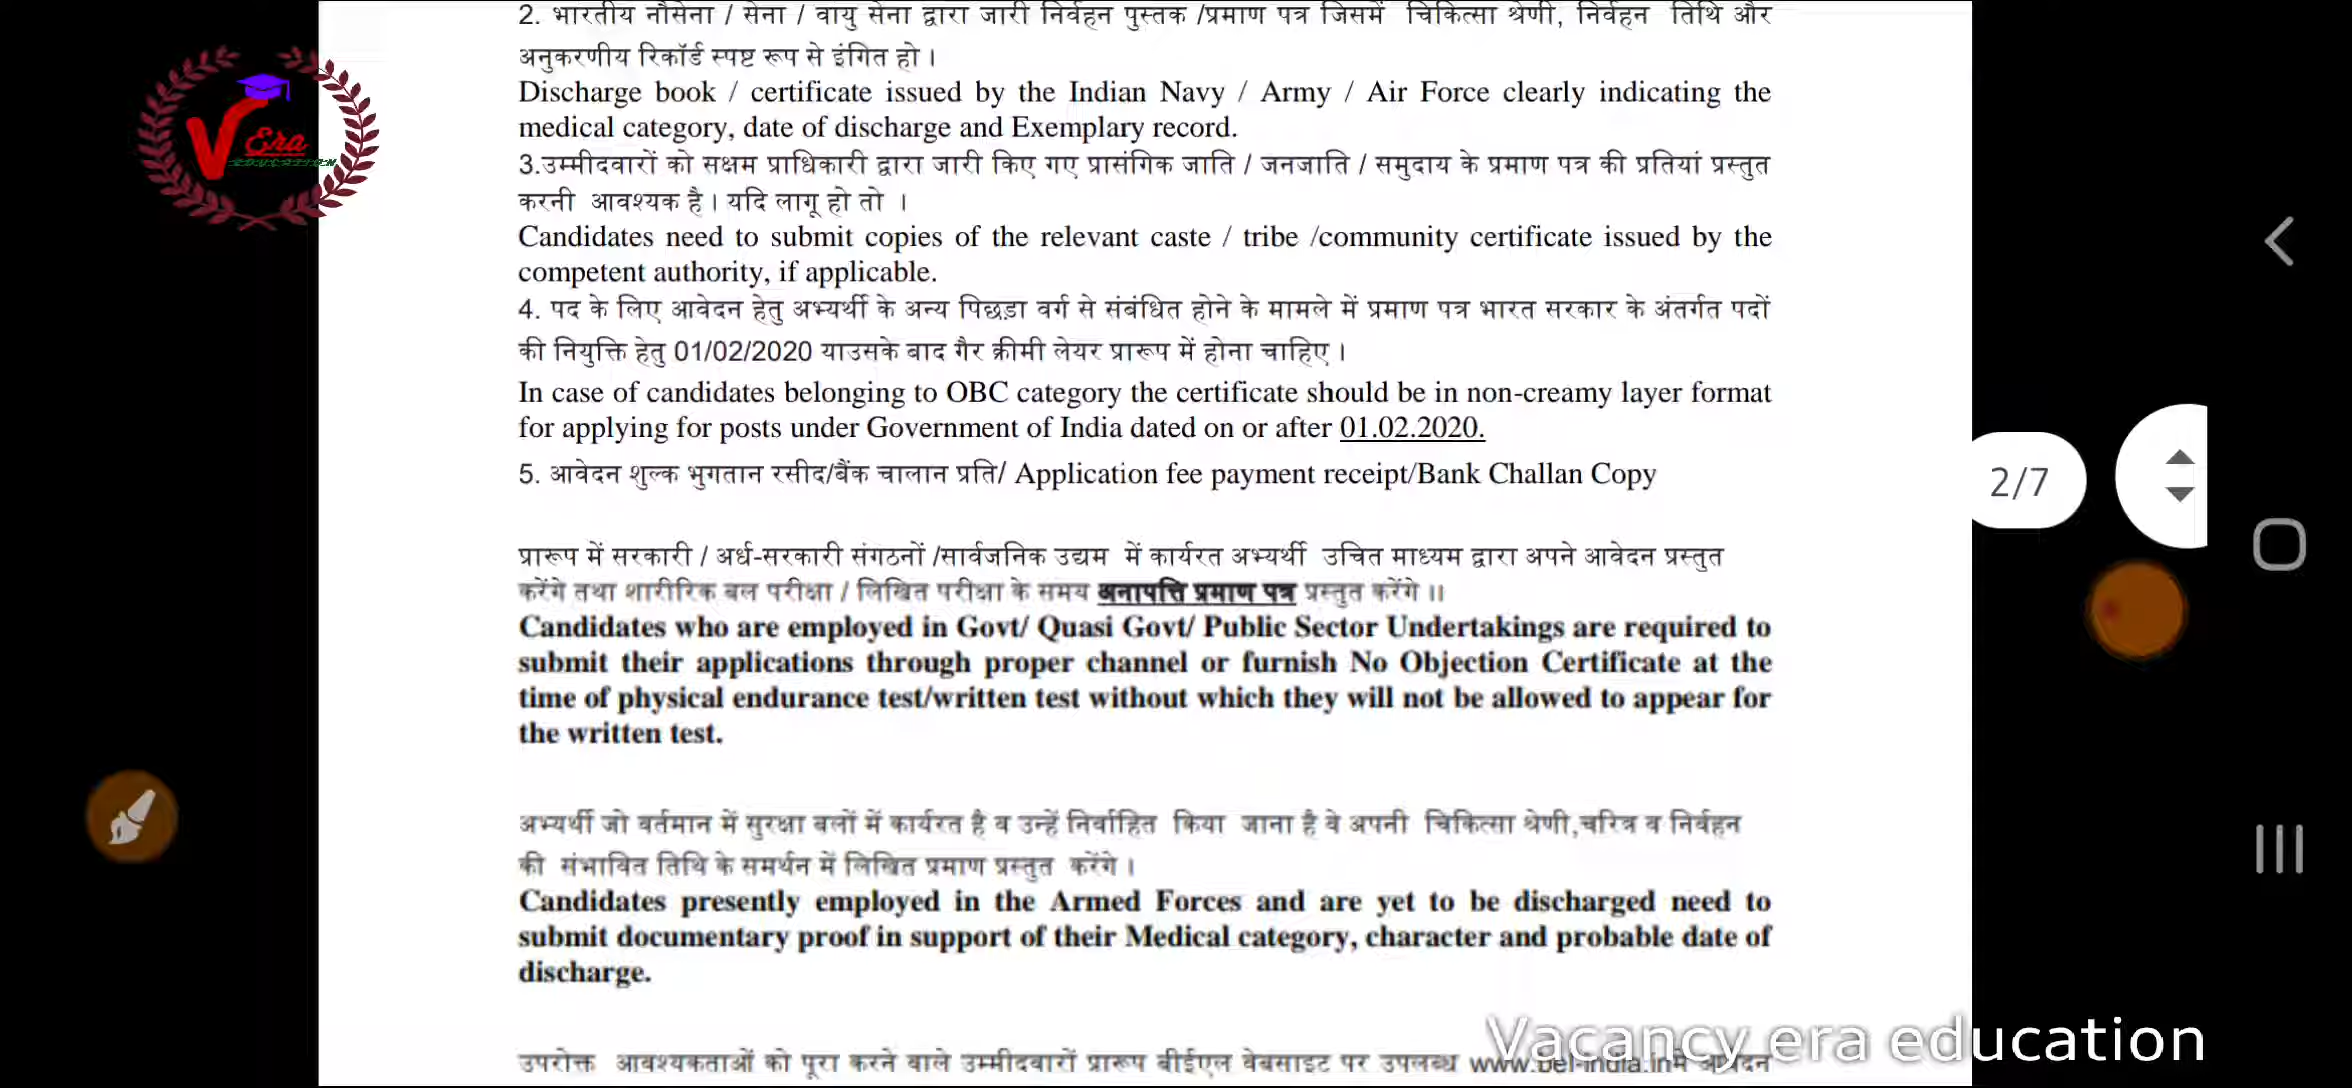 2. भारतीय नौसेना / सेना / वायु सेना द्वारा जारी निर्वहन पुस्तक /प्रमाण पत्र जिसमें चिकित्सा श्रेणी, निर्वहन तिथि और
अनुकरणीय रिकॉर्ड स्पष्ट रूप से इंगित हो ।
Discharge book / certificate issued by the Indian Navy / Army / Air Force clearly indicating the
medical category, date of discharge and Exemplary record.
V Era
EDUCATION
3.उम्मीदवारों को सक्षम प्राधिकारी द्वारा जारी किए गए प्रासंगिक जाति / जनजाति / समुदाय के प्रमाण पत्र की प्रतियां प्रस्तुत
करनी आवश्यक है। यदि लागू हो तो ।
Candidates need to submit copies of the relevant caste / tribe /community certificate issued by the
competent authority, if applicable.
4. पद के लिए आवेदन हेतु अभ्यर्थी के अन्य पिछड़ा वर्ग से संबंधित होने के मामले में प्रमाण पत्र भारत सरकार के अंतर्गत पदों
की नियुक्ति हेतु 01/02/2020 याउसके बाद गैर क्रीमी लेयर प्रारूप में होना चाहिए ।
In case of candidates belonging to OBC category the certificate should be in non-creamy layer format
for applying for posts under Government of India dated on or after 01.02.2020.
5. आवेदन शुल्क भुगतान रसीद/बैंक चालान प्रति/ Application fee payment receipt/Bank Challan Copy
2/7
प्रारूप में सरकारी / अर्ध-सरकारी संगठनों /सार्वजनिक उद्यम में कार्यरत अभ्यर्थी उचित माध्यम द्वारा अपने आवेदन प्रस्तुत
करेंगे तथा शारीरिक बल परीक्षा / लिखित परीक्षा के समय अनापत्ति प्रमाण पत्र प्रस्तुत करेंगे ।।
Candidates who are employed in Govt/ Quasi Govt/ Public Sector Undertakings are required to
submit their applications through proper channel or furnish No Objection Certificate at the
time of physical endurance test/written test without which they will not be allowed to appear for
the written test.
अभ्यर्थी जो वर्तमान में सुरक्षा बलों में कार्यरत है व उन्हें निर्वाहित किया जाना है वे अपनी चिकित्सा श्रेणी,चरित्र व निर्वहन
की संभावित तिथि के समर्थन में लिखित प्रमाण प्रस्तुत करेंगे ।
Candidates presently employed in the Armed Forces and are yet to be discharged need to
submit documentary proof in support of their Medical category, character and probable date of
discharge.
Vacancy era education
उपरोक्त आवश्यकताओं को पूरा करने वाले उम्मीदवारों प्रारूप बीईएल वेबसाइट पर उपलब्ध www.bel-india.inमे आवेदन